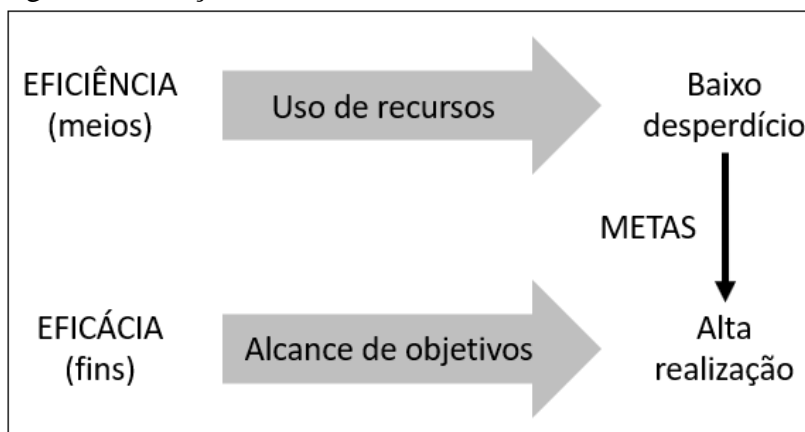 EFICIÊNCIA
(meios)
Uso de recursos
Baixo
desperdício
METAS
EFICÁCIA
(fins)
Alcance de objetivos
Alta
realização